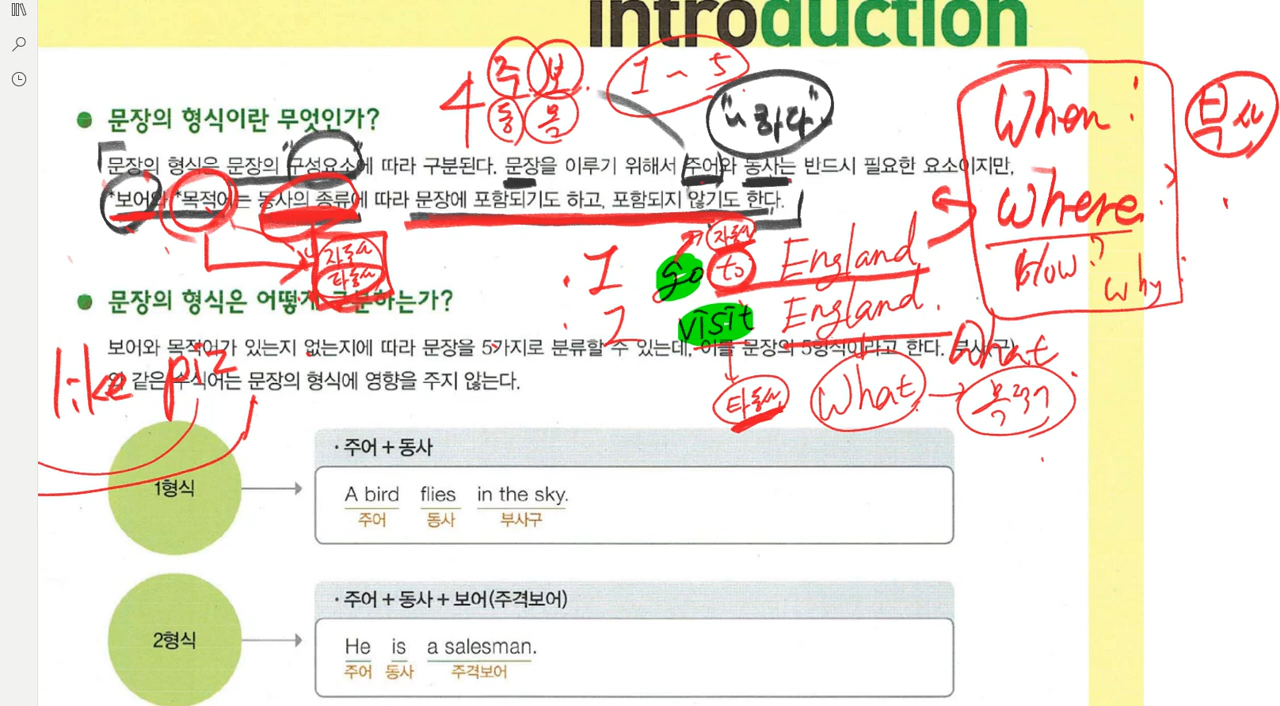 introduction
4 주 보 동 목 1~5
"~하다"
When: 부사
Where
How? Why
문장의 형식이란 무엇인가?
문장의 형식은 문장의 "구성요소"에 따라 구분된다. 문장을 이루기 위해서 주어와 동사는 반드시 필요한 요소이지만,
*보어와 *목적어는 동사의 종류에 따라 문장에 포함되기도 하고, 포함되지 않기도 한다.
자동사
타동사
자동사
I go to England
I visit England.
타동사 What → 목적어
What
문장의 형식은 어떻게 구분하는가?
보어와 목적어가 있는지 없는지에 따라 문장을 5가지로 분류할 수 있는데, 이를 문장의 5형식이라고 한다. 부사(구)
와 같은 수식어는 문장의 형식에 영향을 주지 않는다.
like piz
1형식
· 주어 + 동사
A bird flies in the sky.
주어 동사 부사구
2형식
· 주어 + 동사 + 보어(주격보어)
He is a salesman.
주어 동사 주격보어